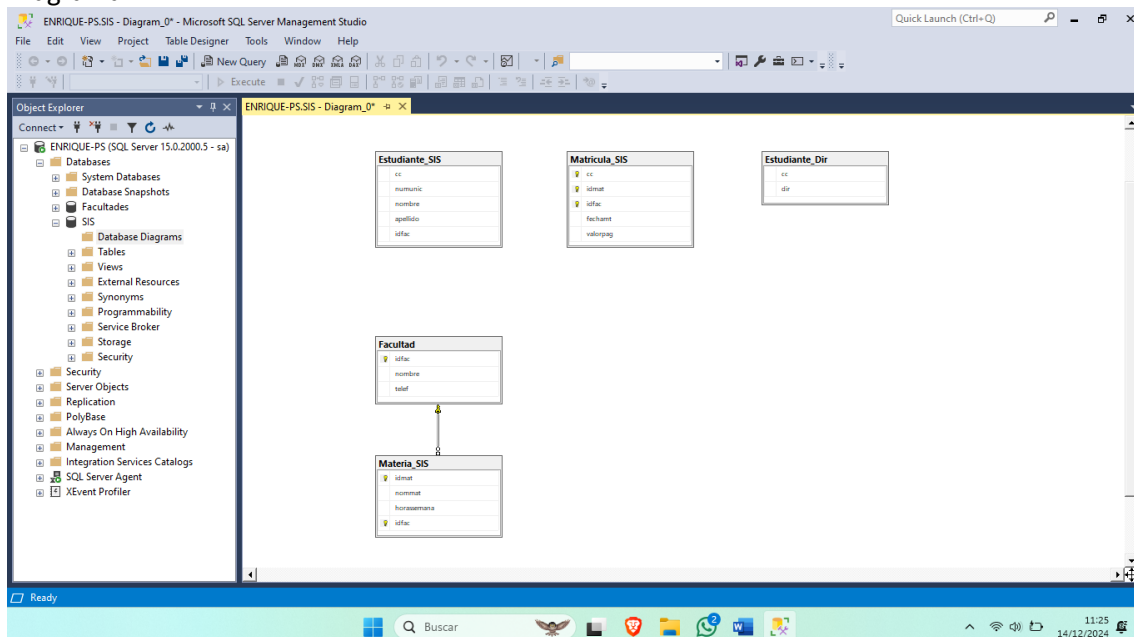 ENRIQUE-PS.SIS - Diagram_0* - Microsoft SQL Server Management Studio
Quick Launch (Ctrl+Q)
File Edit View Project Table Designer Tools Window Help
New Query
Execute
Object Explorer
ENRIQUE-PS.SIS - Diagram_0*
Connect
ENRIQUE-PS (SQL Server 15.0.2000.5 - sa)
Databases
System Databases
Database Snapshots
Facultades
SIS
Database Diagrams
Tables
Views
External Resources
Synonyms
Programmability
Service Broker
Storage
Security
Security
Server Objects
Replication
PolyBase
Always On High Availability
Management
Integration Services Catalogs
SQL Server Agent
XEvent Profiler
Estudiante_SIS
cc
numunic
nombre
apellido
idfac
Matricula_SIS
cc
idmat
idfac
fechamt
valorpag
Estudiante_Dir
cc
dir
Facultad
idfac
nombre
telef
Materia_SIS
idmat
nommat
horassemana
idfac
Ready
Buscar
2
11:25
14/12/2024